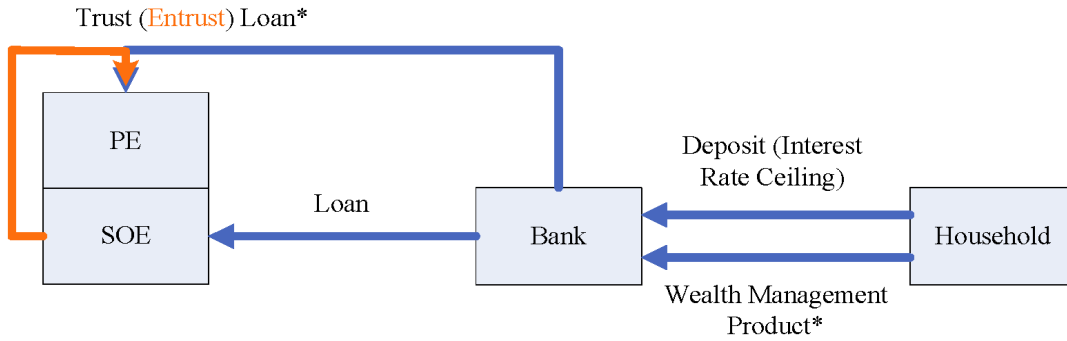 Trust (Entrust) Loan*
PE
SOE
Loan
Bank
Deposit (Interest
Rate Ceiling)
Household
Wealth Management
Product*